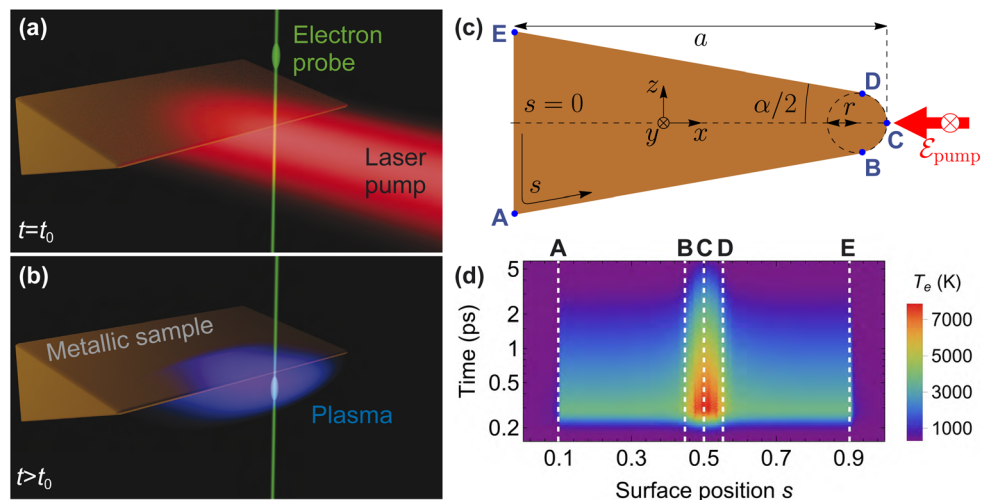 (a)
Electron
probe
Laser
pump
t=t0
(b)
Metallic sample
Plasma
t>t0
(c)
E
a
D
s = 0
z
α/2
r
C
y
x
B
ℰpump
s
A
(d)
A B C D E
Te (K)
5
2
1
0.5
0.2
Time (ps)
7000
5000
3000
1000
0.1 0.3 0.5 0.7 0.9
Surface position s